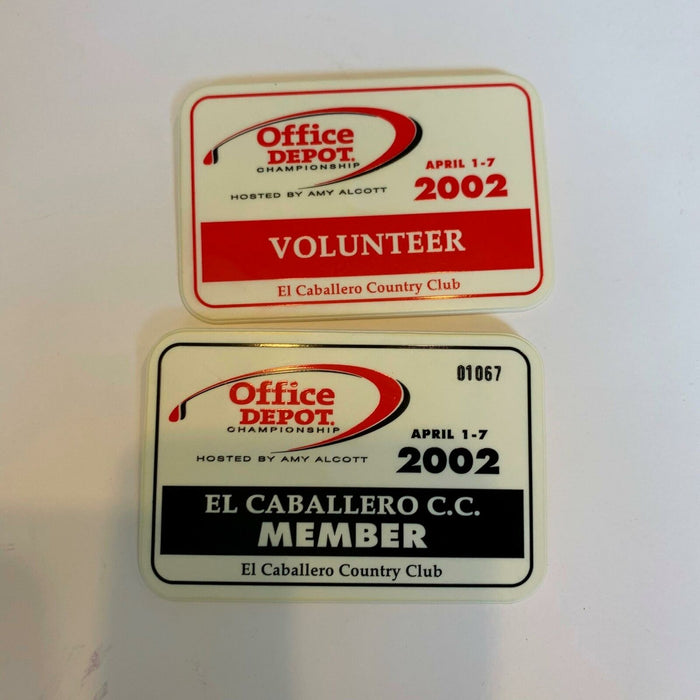 Office
DEPOT.
CHAMPIONSHIP
HOSTED BY AMY ALCOTT
APRIL 1-7
2002
VOLUNTEER
El Caballero Country Club
01067
Office
DEPOT.
CHAMPIONSHIP
HOSTED BY AMY ALCOTT
APRIL 1-7
2002
EL CABALLERO C.C.
MEMBER
El Caballero Country Club